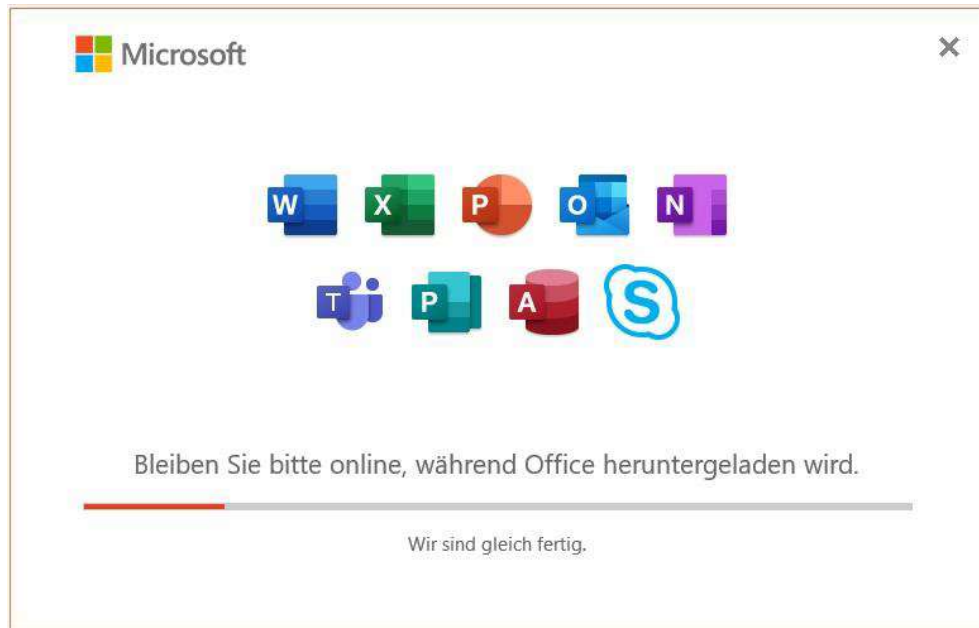 Microsoft
W X P O N
T P A S
Bleiben Sie bitte online, während Office heruntergeladen wird.
Wir sind gleich fertig.